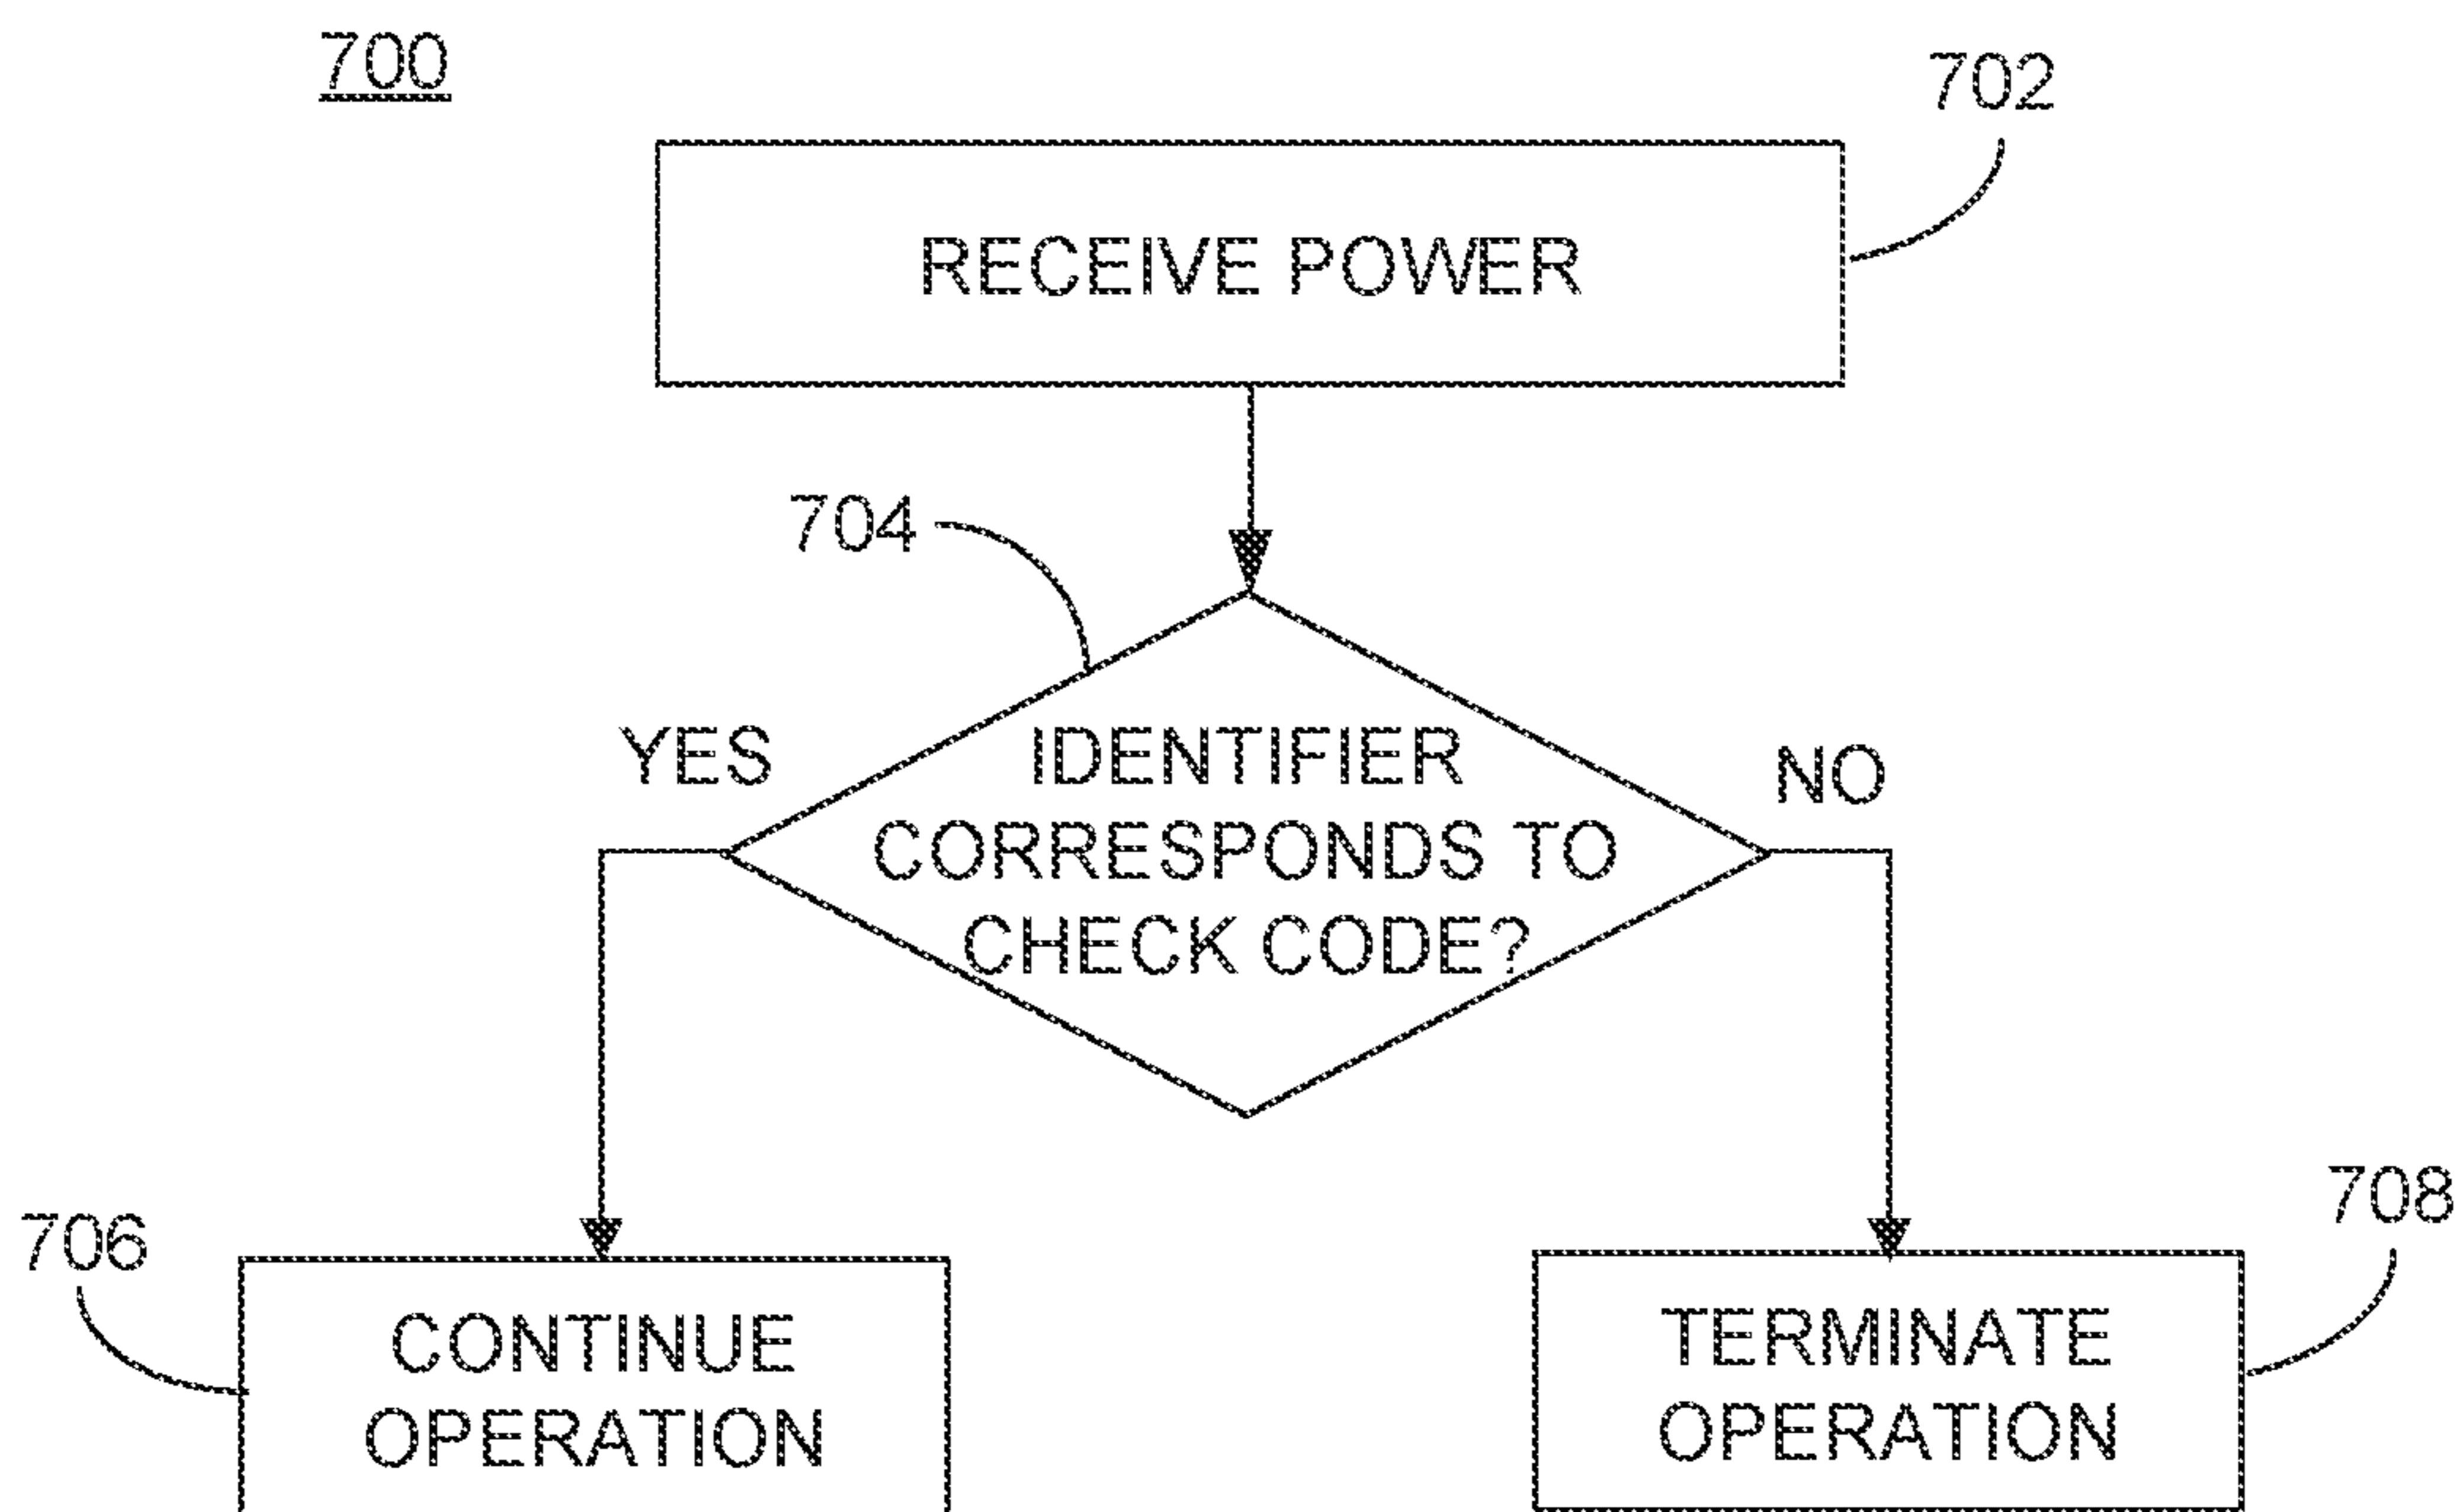 700
702
RECEIVE POWER
704
YES
IDENTIFIER
CORRESPONDS TO
CHECK CODE?
NO
706
CONTINUE
OPERATION
708
TERMINATE
OPERATION